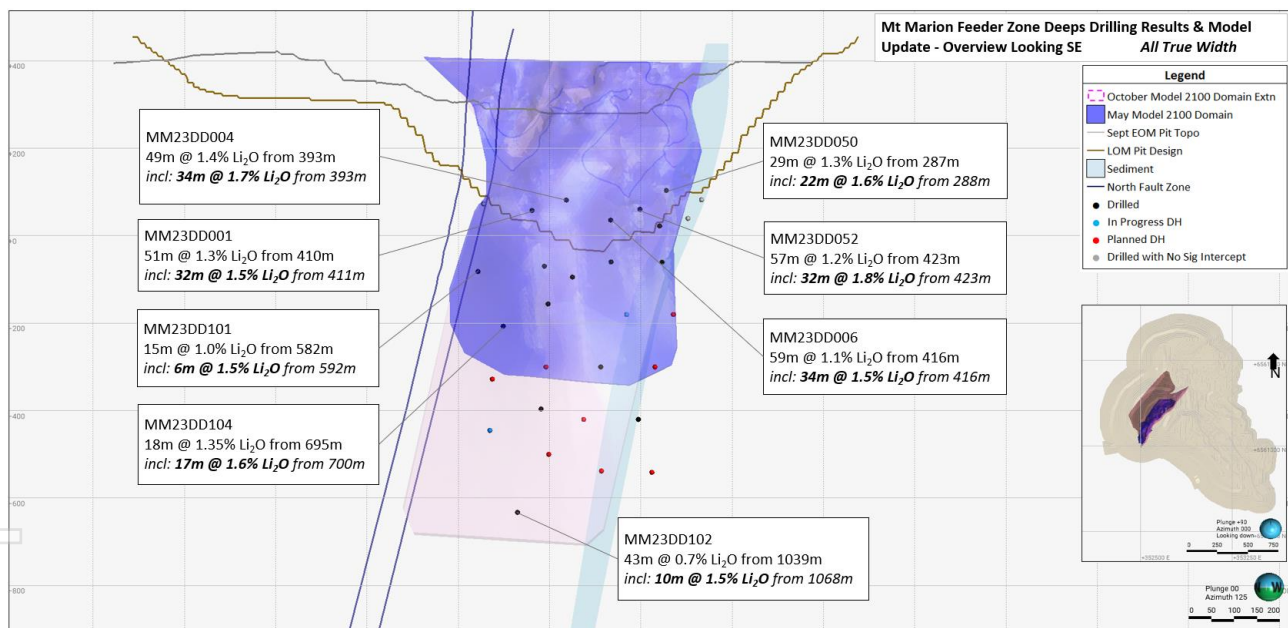 Mt Marion Feeder Zone Deeps Drilling Results & Model
Update - Overview Looking SE All True Width
Legend
October Model 2100 Domain Extn
May Model 2100 Domain
Sept EOM Pit Topo
LOM Pit Design
Sediment
North Fault Zone
Drilled
In Progress DH
Planned DH
Drilled with No Sig Intercept
+400
+200
+0
MM23DD004
49m @ 1.4% Li₂O from 393m
incl: 34m @ 1.7% Li₂O from 393m
MM23DD001
51m @ 1.3% Li₂O from 410m
incl: 32m @ 1.5% Li₂O from 411m
MM23DD101
15m @ 1.0% Li₂O from 582m
incl: 6m @ 1.5% Li₂O from 592m
MM23DD104
18m @ 1.35% Li₂O from 695m
incl: 17m @ 1.6% Li₂O from 700m
MM23DD050
29m @ 1.3% Li₂O from 287m
incl: 22m @ 1.6% Li₂O from 288m
MM23DD052
57m @ 1.2% Li₂O from 423m
incl: 32m @ 1.8% Li₂O from 423m
MM23DD006
59m @ 1.1% Li₂O from 416m
incl: 34m @ 1.5% Li₂O from 416m
MM23DD102
43m @ 0.7% Li₂O from 1039m
incl: 10m @ 1.5% Li₂O from 1068m
-200
-400
-600
-800
N
Plunge +90
Azimuth 000
Looking down
0 250 500 750
+352500 E
+353250 E
W
Plunge 00
Azimuth 125
0 50 100 150 200